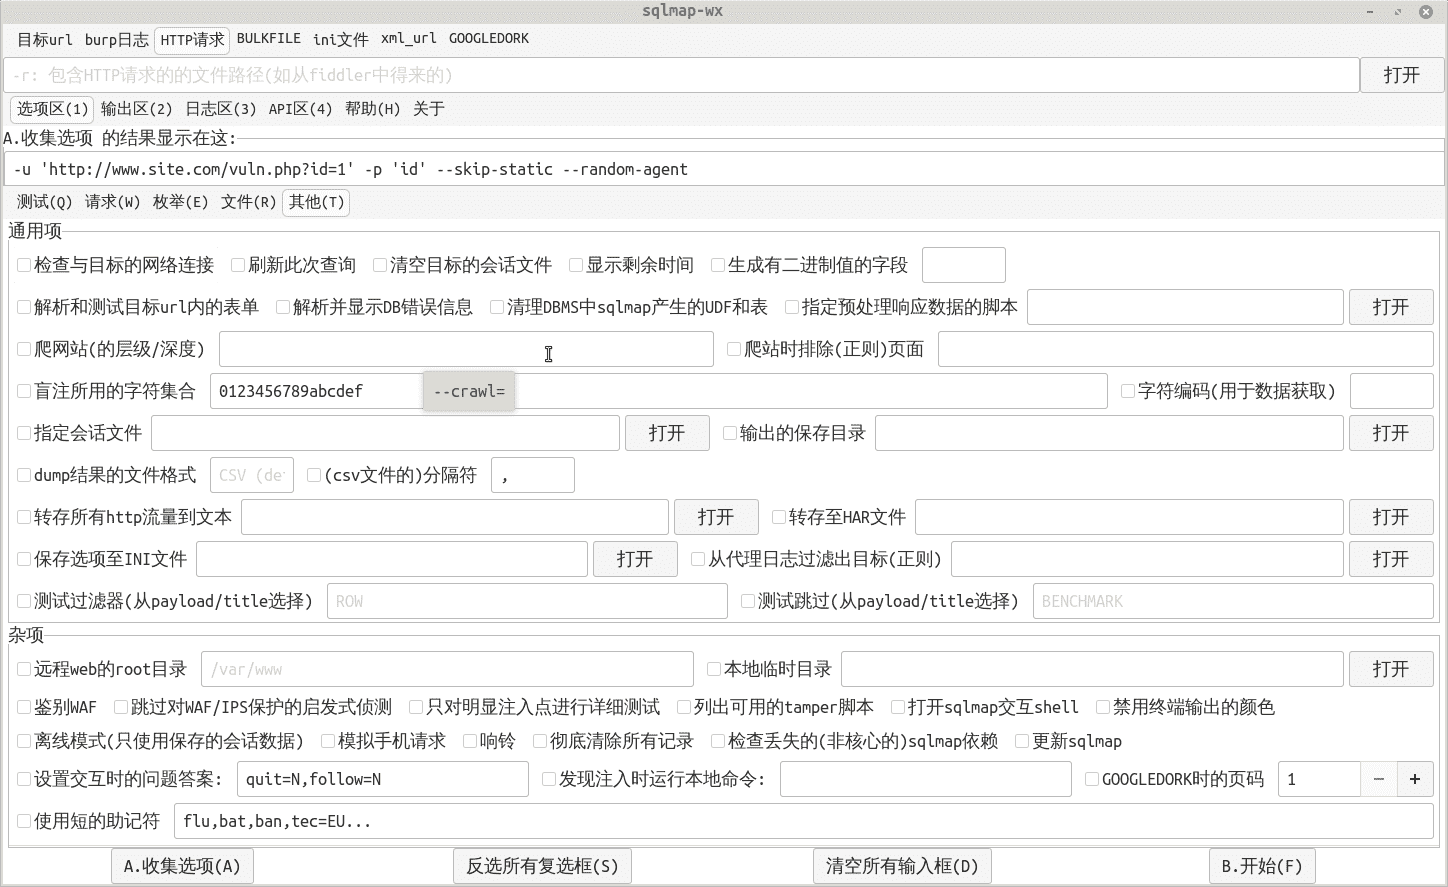 sqlmap-wx
目标url burp日志 HTTP请求 BULKFILE ini文件 xml_url GOOGLEDORK
-r: 包含HTTP请求的的文件路径(如从fiddler中得来的) 打开
选项区(1) 输出区(2) 日志区(3) API区(4) 帮助(H) 关于
A.收集选项 的结果显示在这:
-u 'http://www.site.com/vuln.php?id=1' -p 'id' --skip-static --random-agent
测试(Q) 请求(W) 枚举(E) 文件(R) 其他(T)
通用项
检查与目标的网络连接 刷新此次查询 清空目标的会话文件 显示剩余时间 生成有二进制值的字段
解析和测试目标url内的表单 解析并显示DB错误信息 清理DBMS中sqlmap产生的UDF和表 指定预处理响应数据的脚本 打开
爬网站(的层级/深度) 爬站时排除(正则)页面
盲注所用的字符集合 0123456789abcdef --crawl= 字符编码(用于数据获取)
指定会话文件 打开 输出的保存目录 打开
dump结果的文件格式 CSV (de (csv文件的)分隔符 ,
转存所有http流量到文本 打开 转存至HAR文件 打开
保存选项至INI文件 打开 从代理日志过滤出目标(正则) 打开
测试过滤器(从payload/title选择) ROW 测试跳过(从payload/title选择) BENCHMARK
杂项
远程web的root目录 /var/www 本地临时目录 打开
鉴别WAF 跳过对WAF/IPS保护的启发式侦测 只对明显注入点进行详细测试 列出可用的tamper脚本 打开sqlmap交互shell 禁用终端输出的颜色
离线模式(只使用保存的会话数据) 模拟手机请求 响铃 彻底清除所有记录 检查丢失的(非核心的)sqlmap依赖 更新sqlmap
设置交互时的问题答案: quit=N,follow=N 发现注入时运行本地命令: GOOGLEDORK时的页码 1 − +
使用短的助记符 flu,bat,ban,tec=EU...
A.收集选项(A) 反选所有复选框(S) 清空所有输入框(D) B.开始(F)